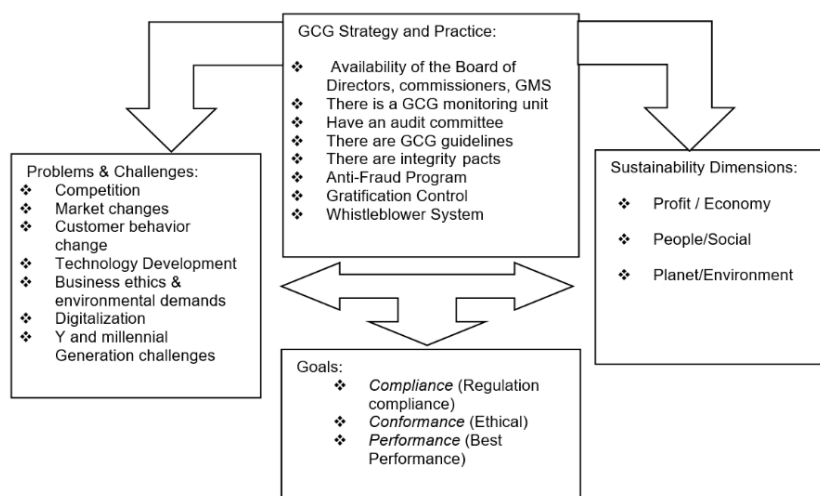 GCG Strategy and Practice:
❖ Availability of the Board of
Directors, commissioners, GMS
❖ There is a GCG monitoring unit
❖ Have an audit committee
❖ There are GCG guidelines
❖ There are integrity pacts
❖ Anti-Fraud Program
❖ Gratification Control
❖ Whistleblower System
Problems & Challenges:
❖ Competition
❖ Market changes
❖ Customer behavior
change
❖ Technology Development
❖ Business ethics &
environmental demands
❖ Digitalization
❖ Y and millennial
Generation challenges
Sustainability Dimensions:
❖ Profit / Economy
❖ People/Social
❖ Planet/Environment
Goals:
❖ Compliance (Regulation
compliance)
❖ Conformance (Ethical)
❖ Performance (Best
Performance)